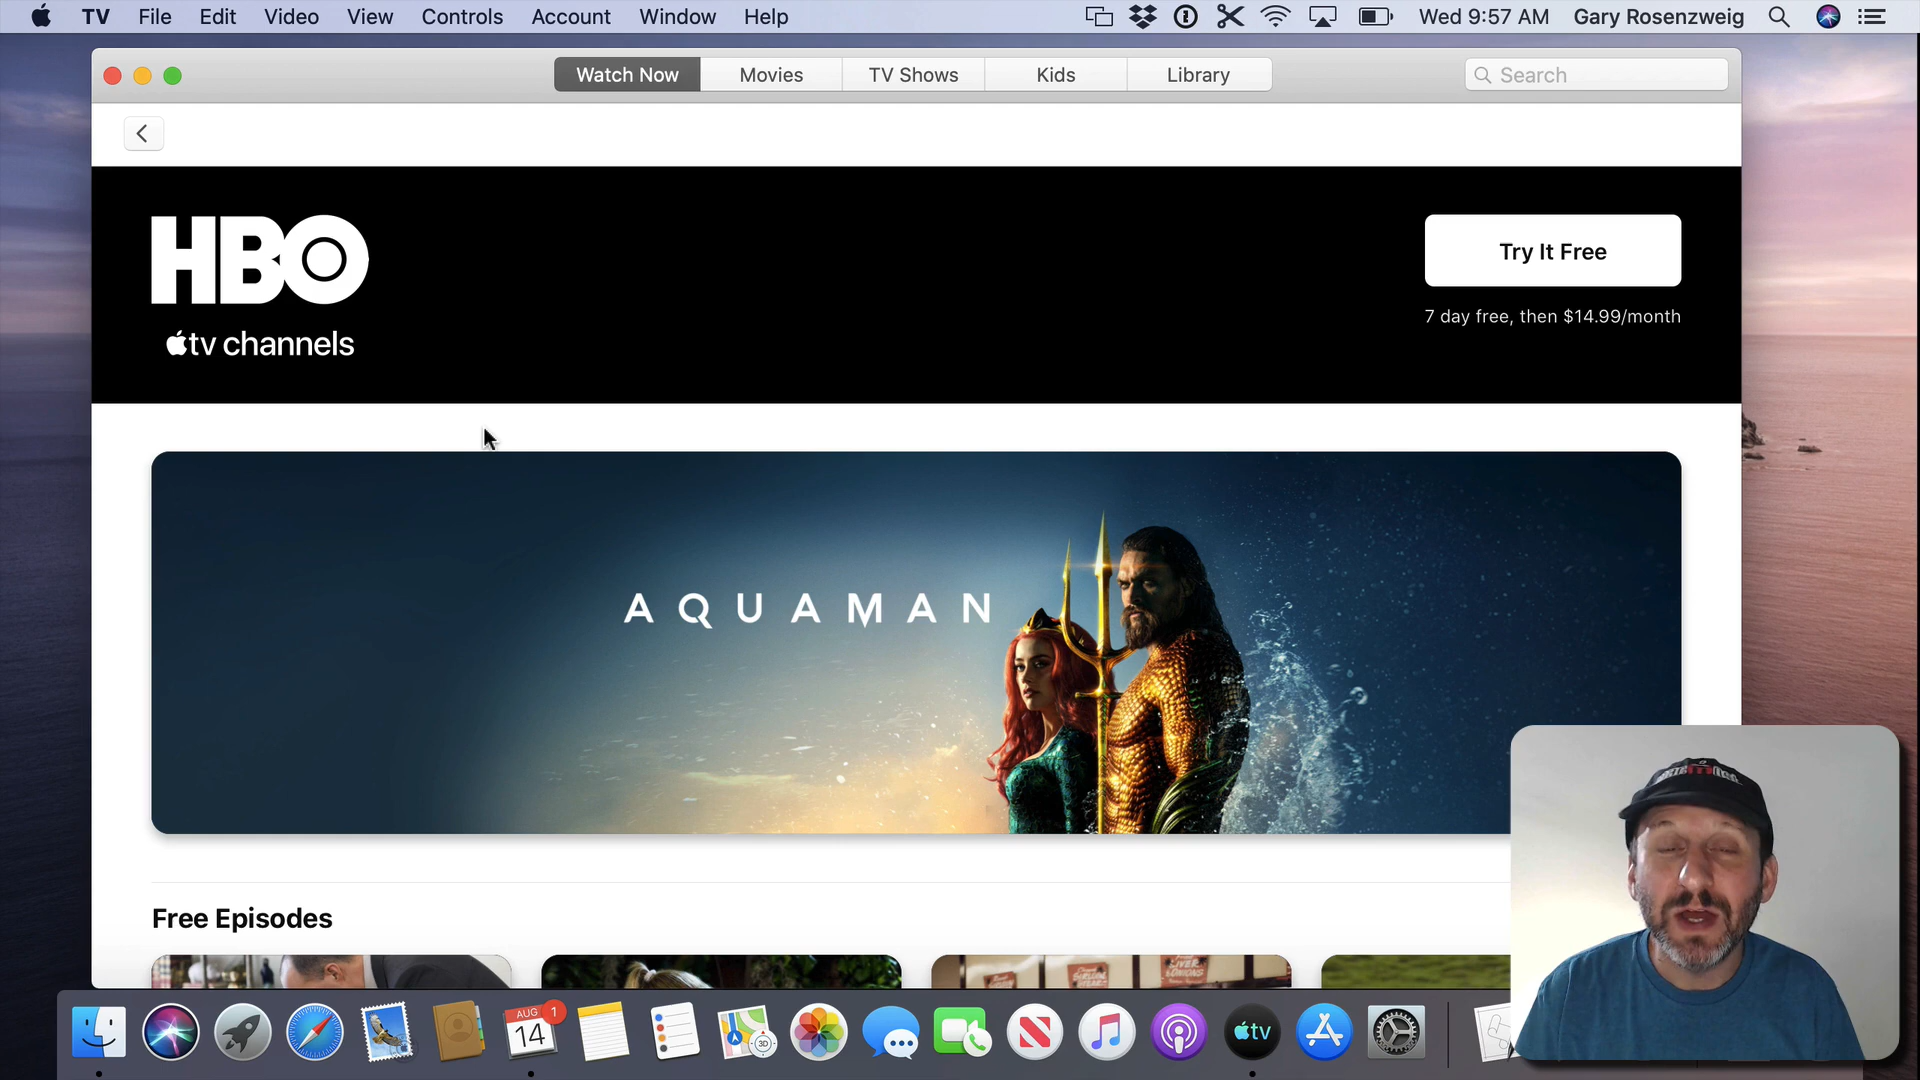 TV File Edit Video View Controls Account Window Help
Wed 9:57 AM Gary Rosenzweig
Watch Now Movies TV Shows Kids Library
Search
HBO
tv channels
Try It Free
7 day free, then $14.99/month
AQUAMAN
Free Episodes
AUG 1
14
3D
tv